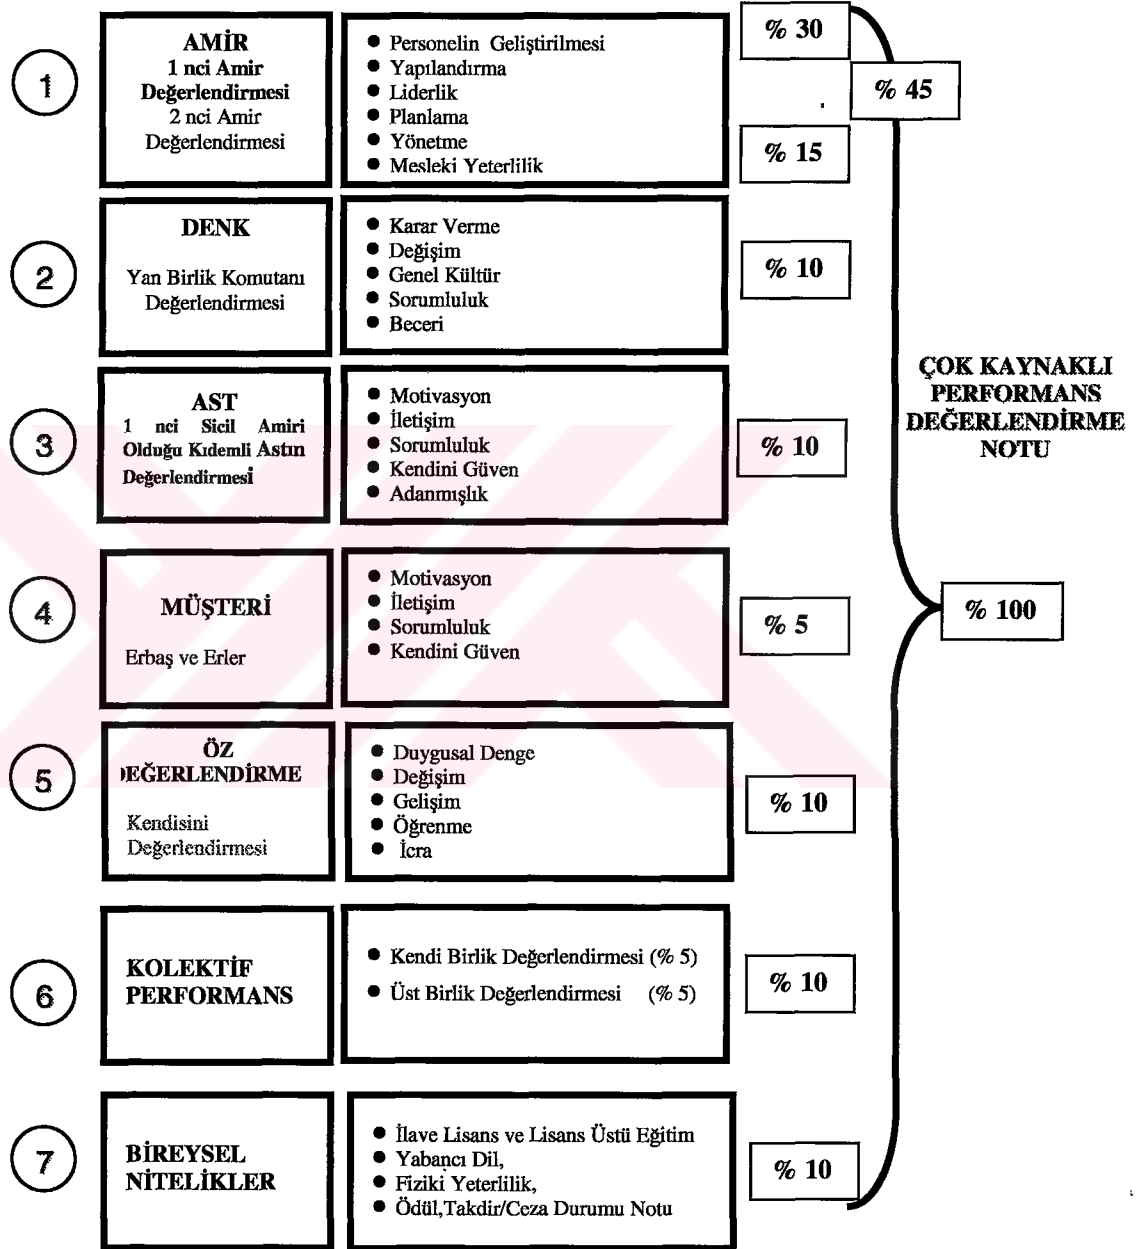 1
AMİR
1 nci Amir
Değerlendirmesi
2 nci Amir
Değerlendirmesi
● Personelin Geliştirilmesi
● Yapılandırma
● Liderlik
● Planlama
● Yönetme
● Mesleki Yeterlilik
% 30
% 45
% 15
2
DENK
Yan Birlik Komutanı
Değerlendirmesi
● Karar Verme
● Değişim
● Genel Kültür
● Sorumluluk
● Beceri
% 10
3
AST
1 nci Sicil Amiri
Olduğu Kıdemli Astın
Değerlendirmesi
● Motivasyon
● İletişim
● Sorumluluk
● Kendini Güven
● Adanmışlık
% 10
ÇOK KAYNAKLI
PERFORMANS
DEĞERLENDİRME
NOTU
4
MÜŞTERİ
Erbaş ve Erler
● Motivasyon
● İletişim
● Sorumluluk
● Kendini Güven
% 5
% 100
5
ÖZ
DEĞERLENDİRME
Kendisini
Değerlendirmesi
● Duygusal Denge
● Değişim
● Gelişim
● Öğrenme
● İcra
% 10
6
KOLEKTİF
PERFORMANS
● Kendi Birlik Değerlendirmesi (% 5)
● Üst Birlik Değerlendirmesi (% 5)
% 10
7
BİREYSEL
NİTELİKLER
● İlave Lisans ve Lisans Üstü Eğitim
● Yabancı Dil,
● Fiziki Yeterlilik,
● Ödül,Takdir/Ceza Durumu Notu
% 10